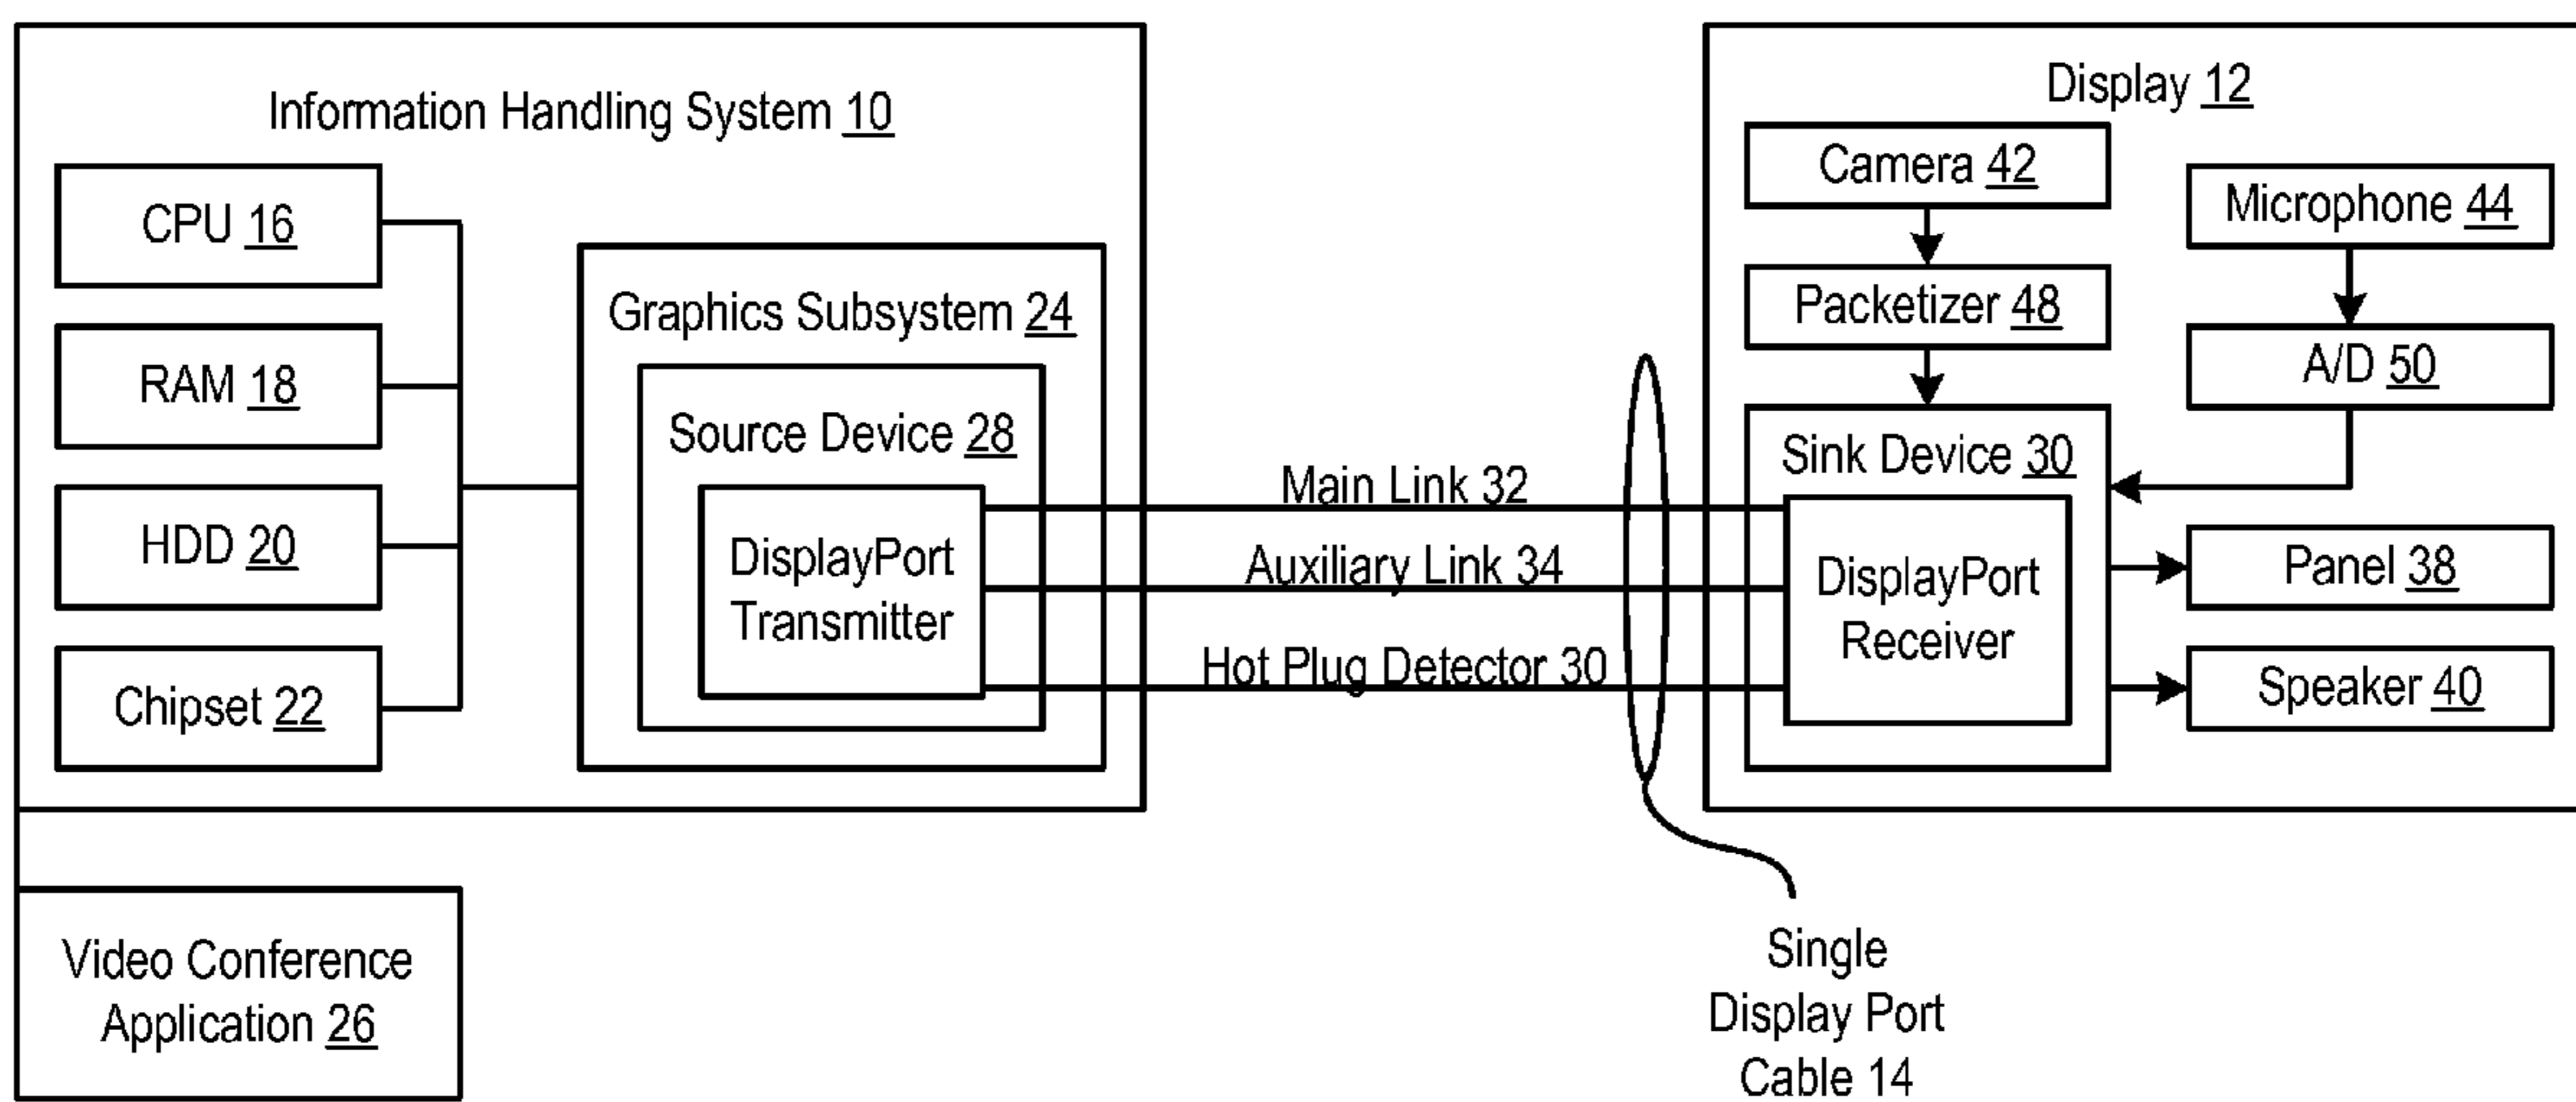 Information Handling System 10
CPU 16
RAM 18
HDD 20
Chipset 22
Graphics Subsystem 24
Source Device 28
DisplayPort
Transmitter
Video Conference
Application 26
Main Link 32
Auxiliary Link 34
Hot Plug Detector 30
Single
Display Port
Cable 14
Display 12
Camera 42
Packetizer 48
Sink Device 30
DisplayPort
Receiver
Microphone 44
A/D 50
Panel 38
Speaker 40